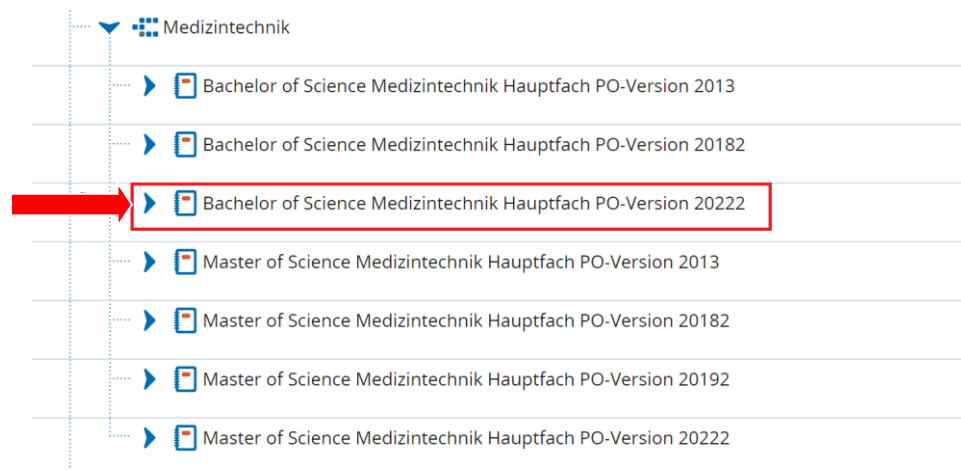 Medizintechnik
Bachelor of Science Medizintechnik Hauptfach PO-Version 2013
Bachelor of Science Medizintechnik Hauptfach PO-Version 20182
Bachelor of Science Medizintechnik Hauptfach PO-Version 20222
Master of Science Medizintechnik Hauptfach PO-Version 2013
Master of Science Medizintechnik Hauptfach PO-Version 20182
Master of Science Medizintechnik Hauptfach PO-Version 20192
Master of Science Medizintechnik Hauptfach PO-Version 20222